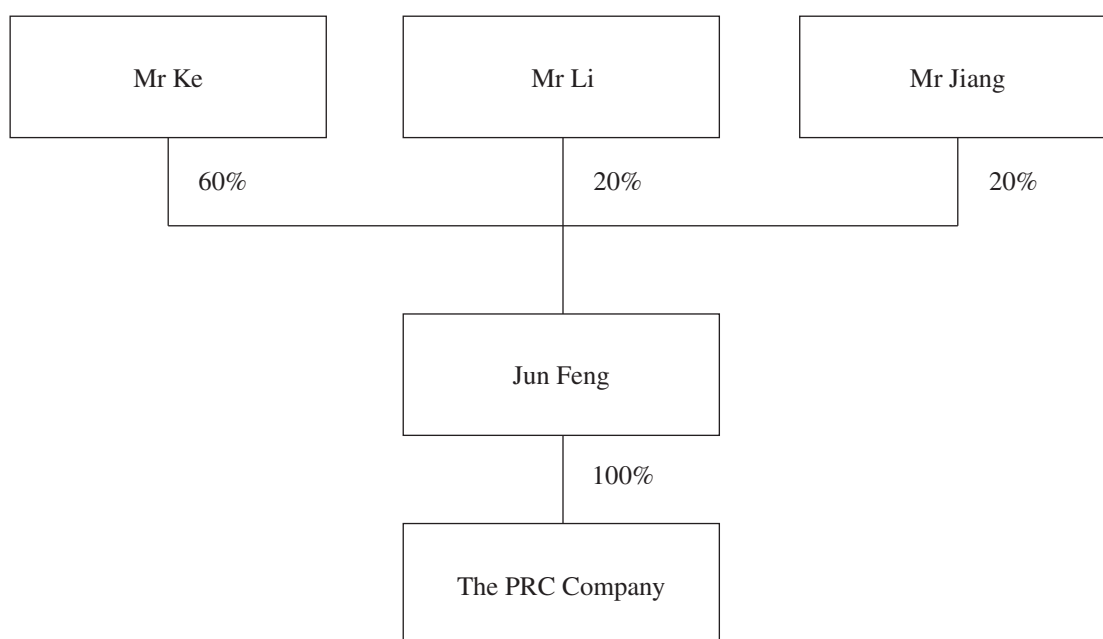 Mr Ke
Mr Li
Mr Jiang
60%
20%
20%
Jun Feng
100%
The PRC Company